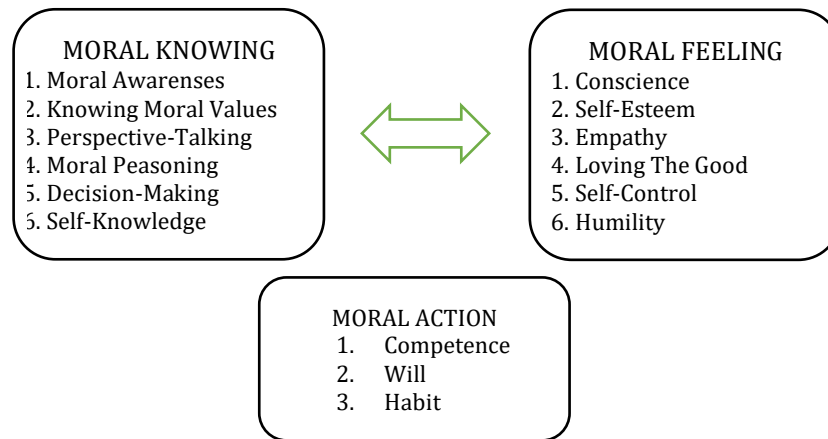 MORAL KNOWING
1. Moral Awarenses
2. Knowing Moral Values
3. Perspective-Talking
4. Moral Peasoning
5. Decision-Making
6. Self-Knowledge
MORAL FEELING
1. Conscience
2. Self-Esteem
3. Empathy
4. Loving The Good
5. Self-Control
6. Humility
MORAL ACTION
1. Competence
2. Will
3. Habit